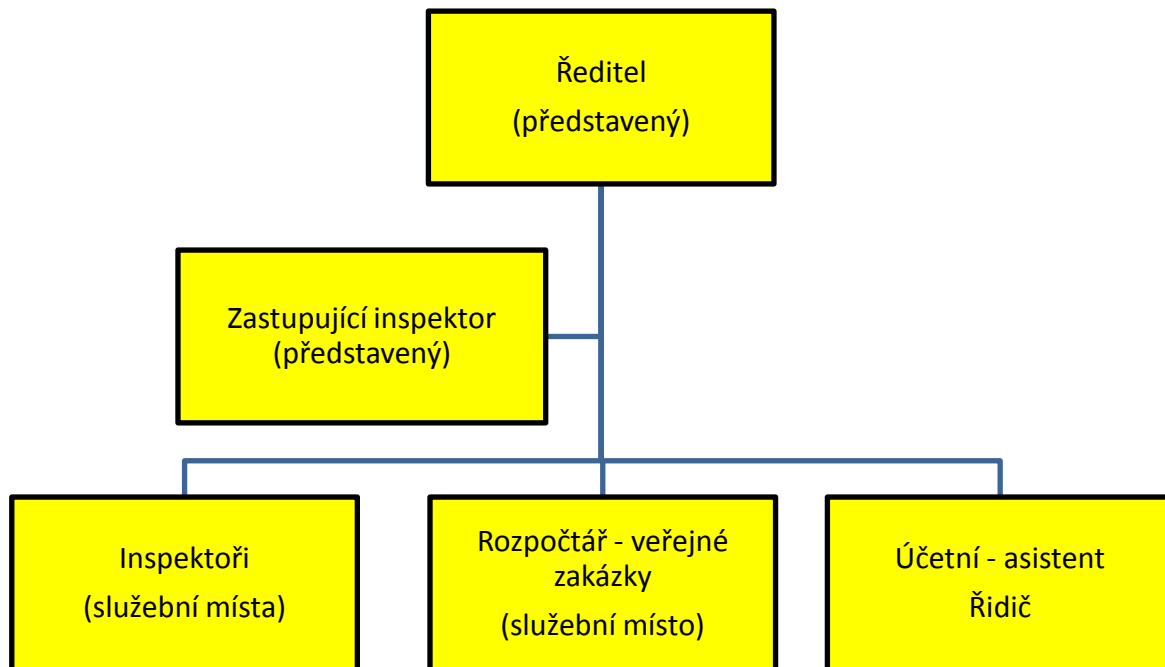 Ředitel
(představený)
Zastupující inspektor
(představený)
Inspektoři
(služební místa)
Rozpočtář - veřejné
zakázky
(služební místo)
Účetní - asistent
Řidič